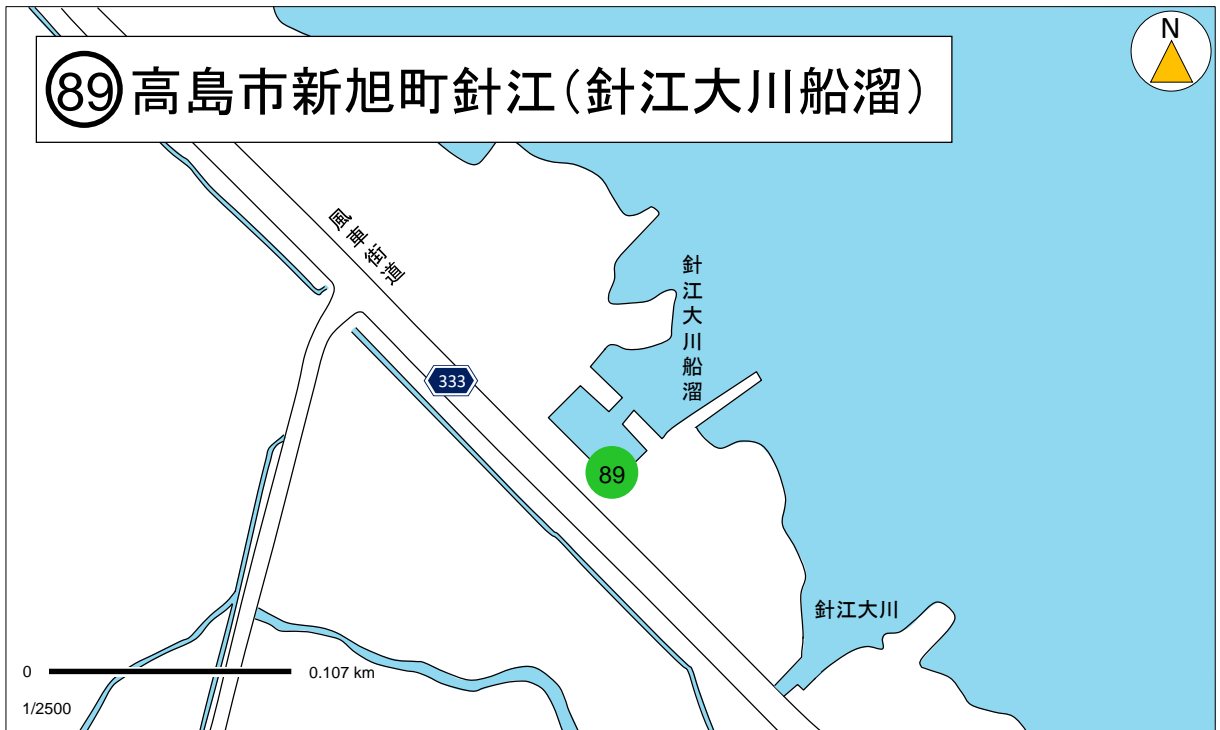 89 高島市新旭町針江(針江大川船溜)
N
風車街道
針江大川船溜
333
89
針江大川
0 0.107 km
1/2500